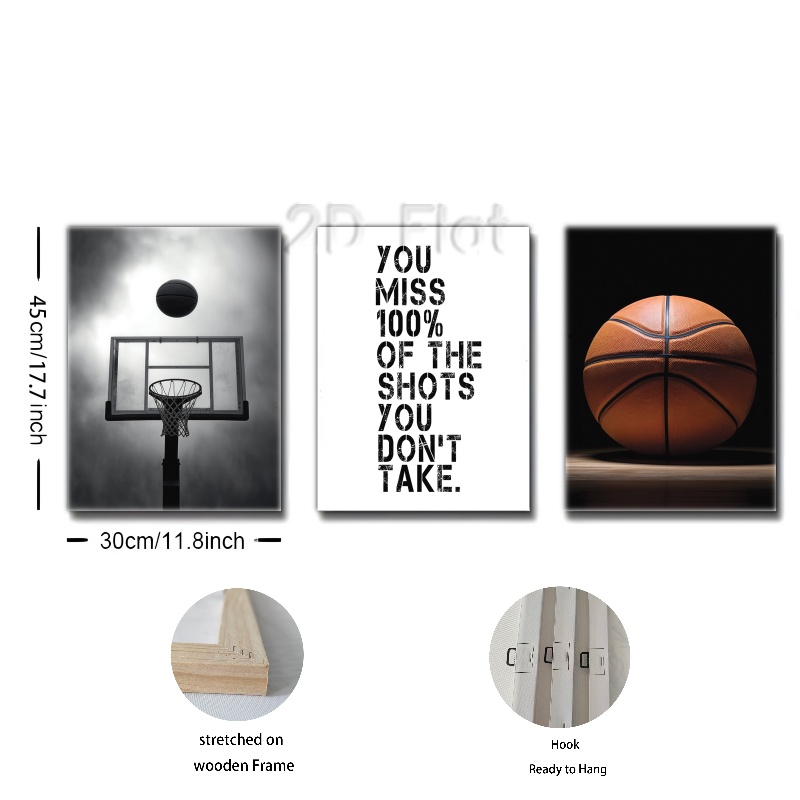 2D Flat
YOU
MISS
100%
OF THE
SHOTS
YOU
DON'T
TAKE.
45cm/17.7inch
30cm/11.8inch
stretched on
wooden Frame
Hook
Ready to Hang